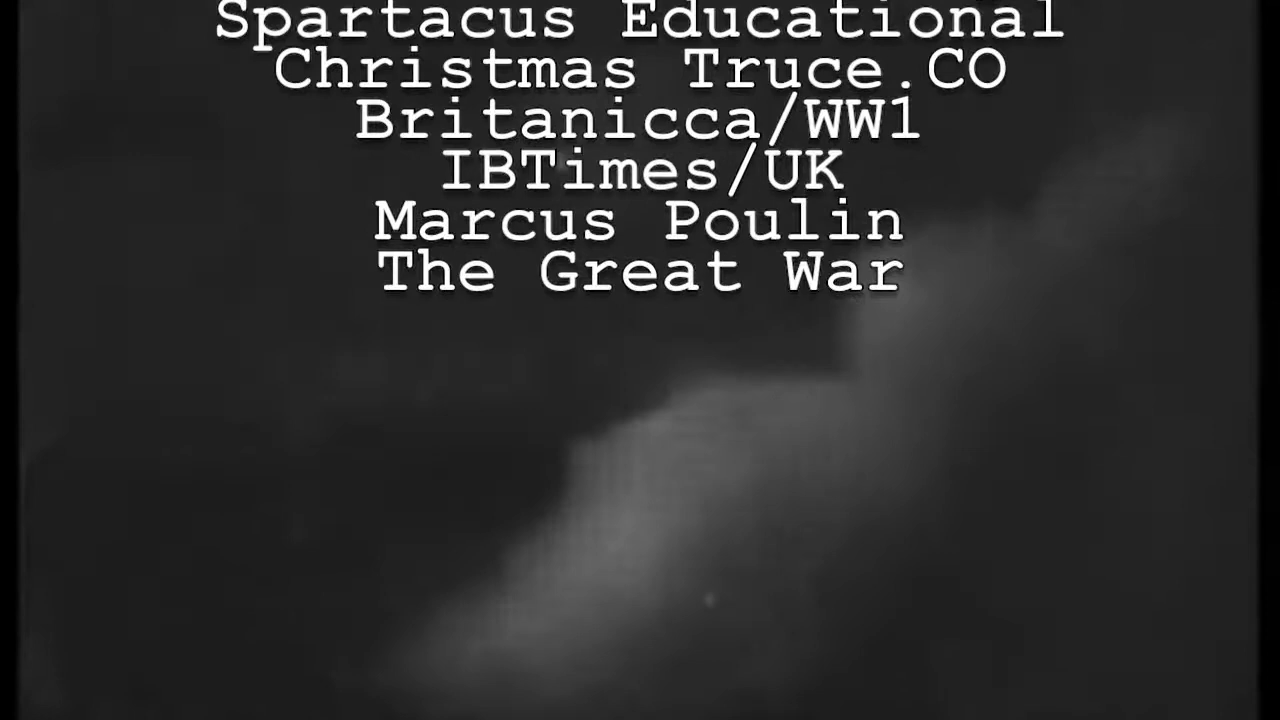 Spartacus Educational
Christmas Truce.CO
Britanicca/WW1
IBTimes/UK
Marcus Poulin
The Great War